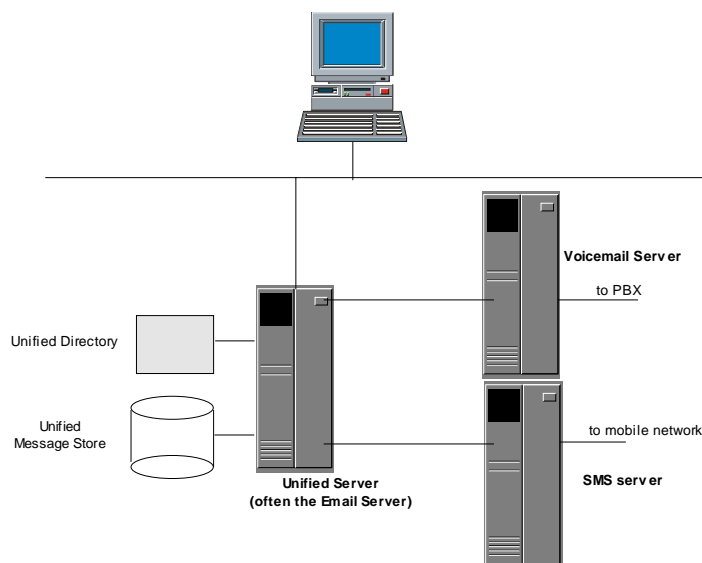 Voicemail Server
to PBX
Unified Directory
Unified
Message Store
to mobile network
SMS server
Unified Server
(often the Email Server)